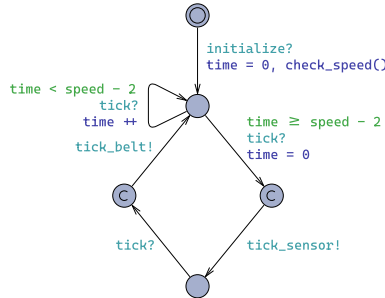 initialize?
time = 0, check_speed()
time < speed - 2
tick?
time ++
time ≥ speed - 2
tick?
time = 0
tick_belt!
C
C
tick?
tick_sensor!